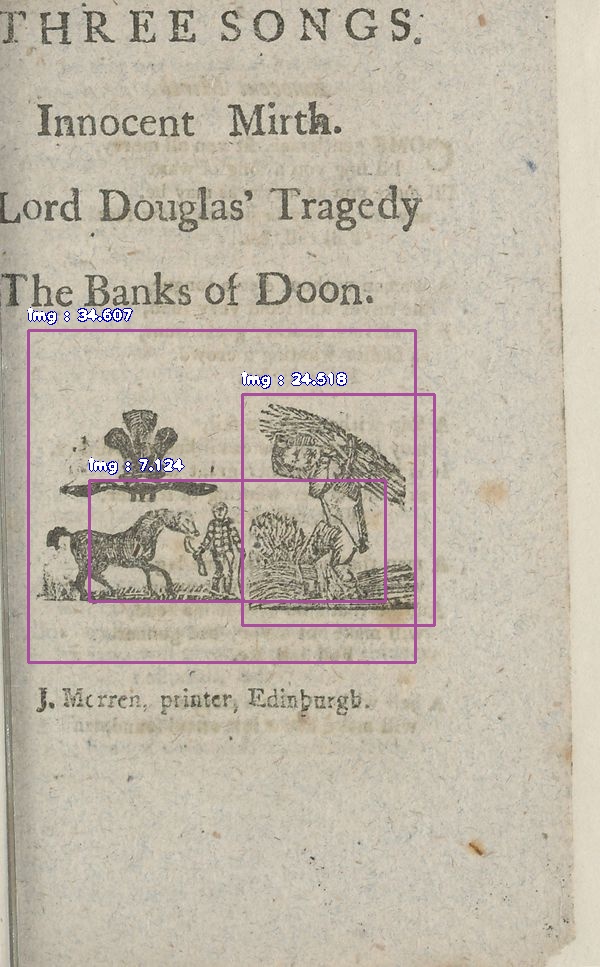 THREE SONGS.
Innocent Mirth.
Lord Douglas' Tragedy
The Banks of Doon.
img : 34.607
img : 24.518
img : 7.124
J. Morren, printer, Edinburgh.